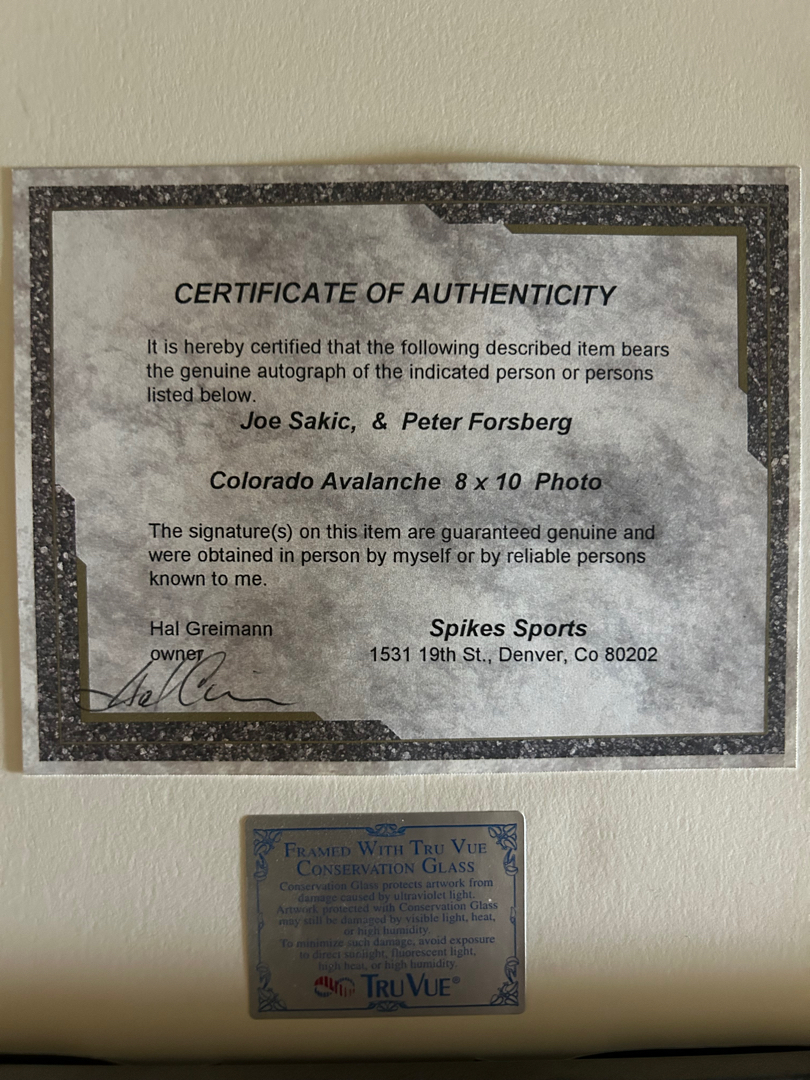 CERTIFICATE OF AUTHENTICITY
It is hereby certified that the following described item bears
the genuine autograph of the indicated person or persons
listed below.
Joe Sakic, & Peter Forsberg
Colorado Avalanche 8 x 10 Photo
The signature(s) on this item are guaranteed genuine and
were obtained in person by myself or by reliable persons
known to me.
Hal Greimann
owner
Spikes Sports
1531 19th St., Denver, Co 80202
FRAMED WITH TRU VUE
CONSERVATION GLASS
Conservation Glass protects artwork from
damage caused by ultraviolet light.
Artwork protected with Conservation Glass
may still be damaged by visible light, heat,
or high humidity.
To minimize such damage, avoid exposure
to direct sunlight, fluorescent light,
high heat, or high humidity.
TRU VUE®